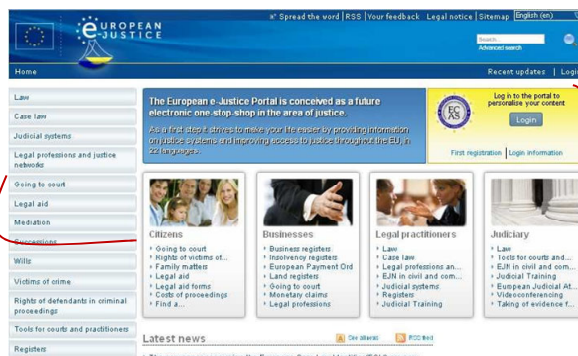 EUROPEAN
e-JUSTICE
Spread the word | RSS | Your feedback Legal notice | Sitemap English (en)
Search...
Advanced search
Home
Recent updates | Login
Law
Case law
Judicial systems
Legal professions and justice
networks
Going to court
Legal aid
Mediation
Successions
Wills
Victims of crime
Rights of defendants in criminal
proceedings
Tools for courts and practitioners
Registers
The European e-Justice Portal is conceived as a future
electronic one-stop-shop in the area of justice.
As a first step it strives to make your life easier by providing information
on justice systems and improving access to justice throughout the EU, in
22 languages.
ECAS
Log in to the portal to
personalise your content
Login
First registration | Login information
Citizens
Going to court
Rights of victims of...
Family matters
Legal aid
Legal aid forms
Costs of proceedings
Find a...
Businesses
Business registers
Insolvency registers
European Payment Ord
Land registers
Going to court
Monetary claims
Legal professions
Legal practitioners
Law
Case law
Legal professions an...
EJN in civil and com...
Judicial systems
Registers
Judicial Training
Judiciary
Law
Tools for courts and...
EJN in civil and com...
Judicial Training
European Judicial At...
Videoconferencing
Taking of evidence f...
Latest news
See all news
RSS feed